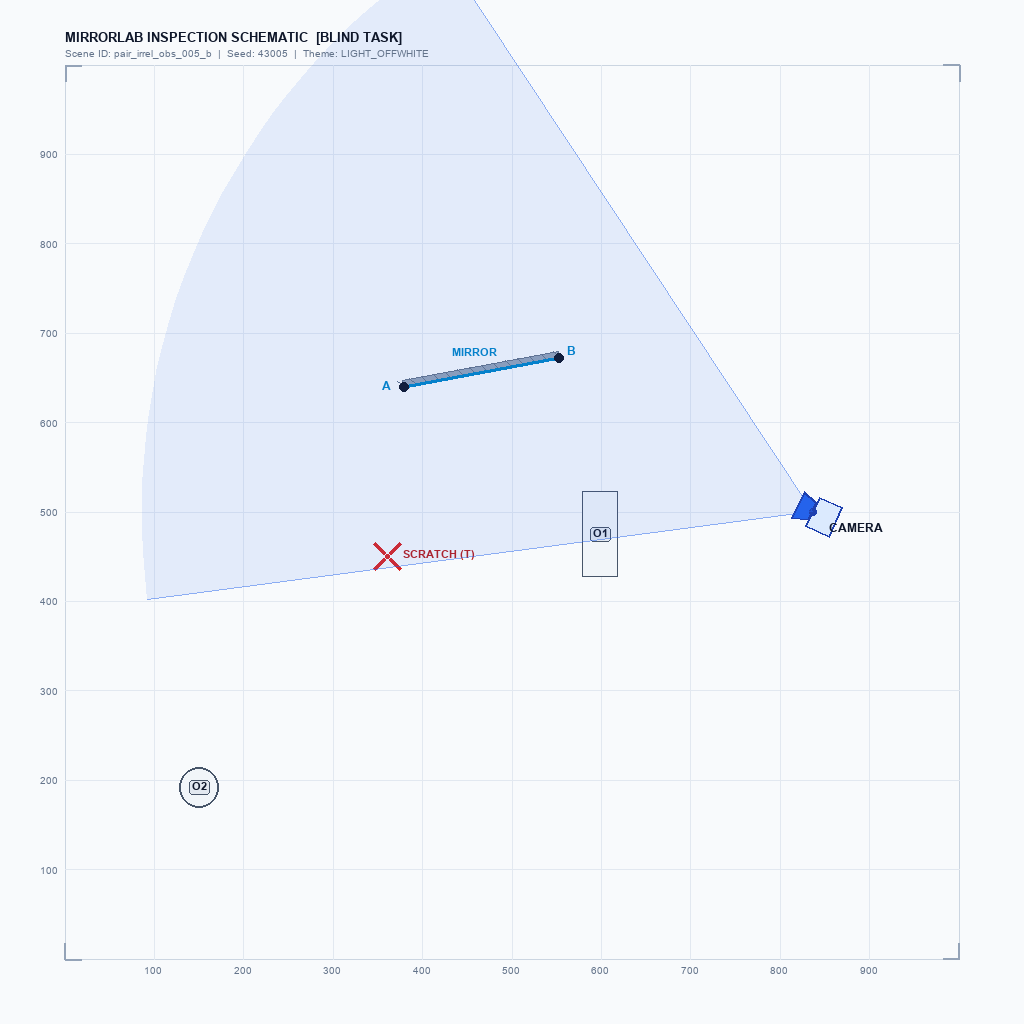 MIRRORLAB INSPECTION SCHEMATIC  [BLIND TASK]
Scene ID: pair_irrel_obs_005_b  |  Seed: 43005  |  Theme: LIGHT_OFFWHITE
900
800
700
MIRROR
B
A
600
500
CAMERA
O1
SCRATCH (T)
400
300
200
O2
100
100 200 300 400 500 600 700 800 900